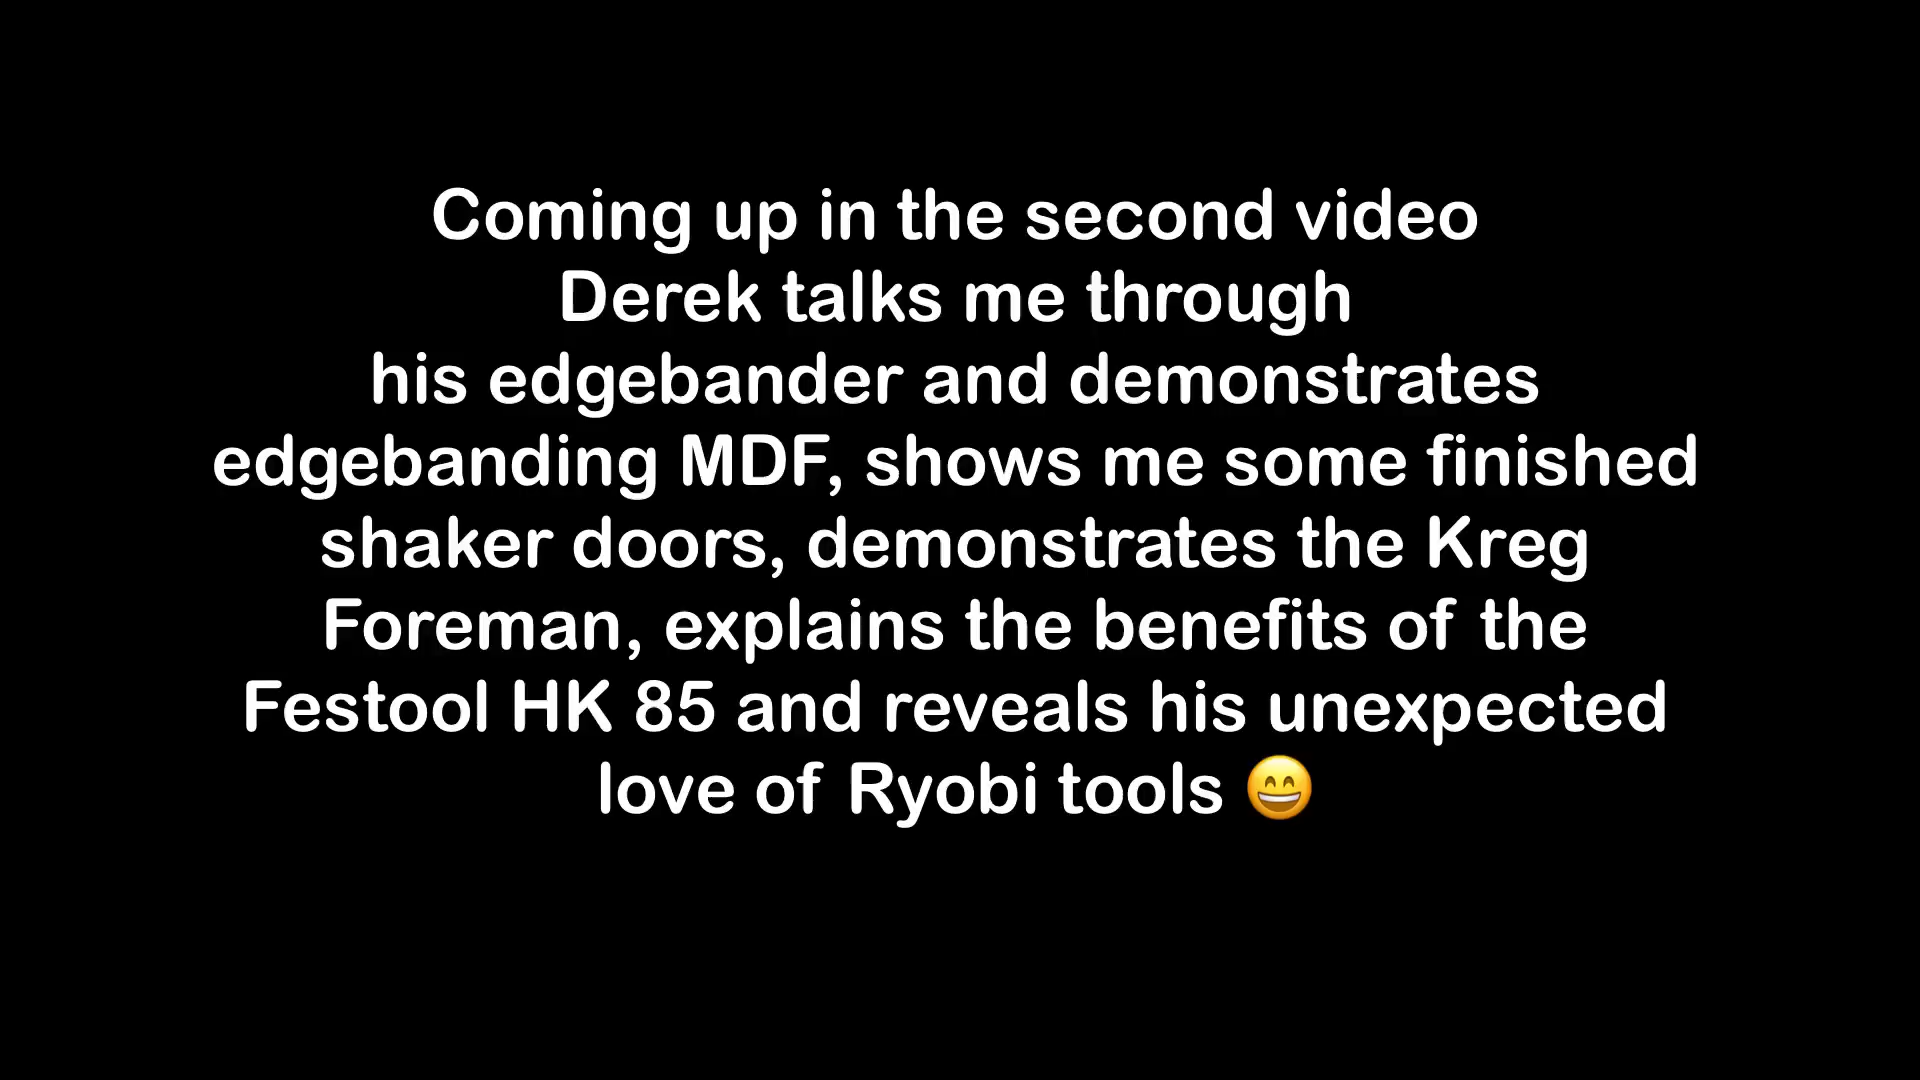 Coming up in the second video
Derek talks me through
his edgebander and demonstrates
edgebanding MDF, shows me some finished
shaker doors, demonstrates the Kreg
Foreman, explains the benefits of the
Festool HK 85 and reveals his unexpected
love of Ryobi tools 😄